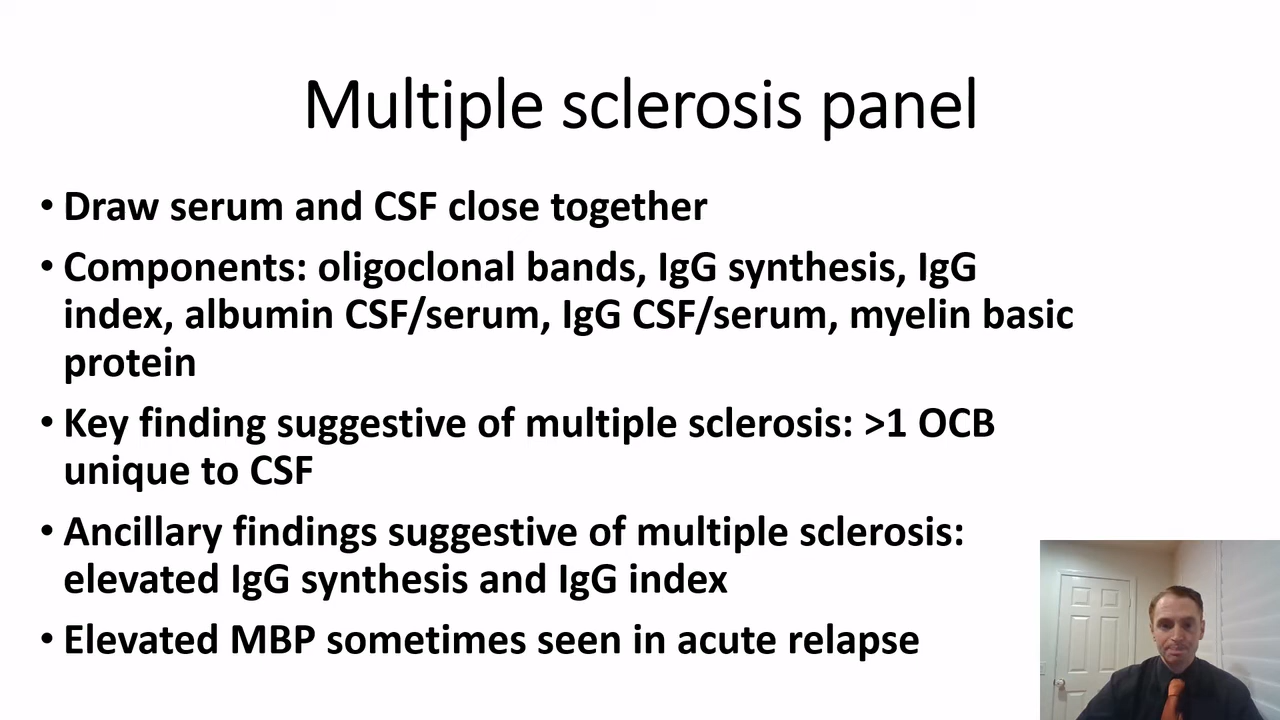 Multiple sclerosis panel
• Draw serum and CSF close together
• Components: oligoclonal bands, IgG synthesis, IgG
index, albumin CSF/serum, IgG CSF/serum, myelin basic
protein
• Key finding suggestive of multiple sclerosis: >1 OCB
unique to CSF
• Ancillary findings suggestive of multiple sclerosis:
elevated IgG synthesis and IgG index
• Elevated MBP sometimes seen in acute relapse